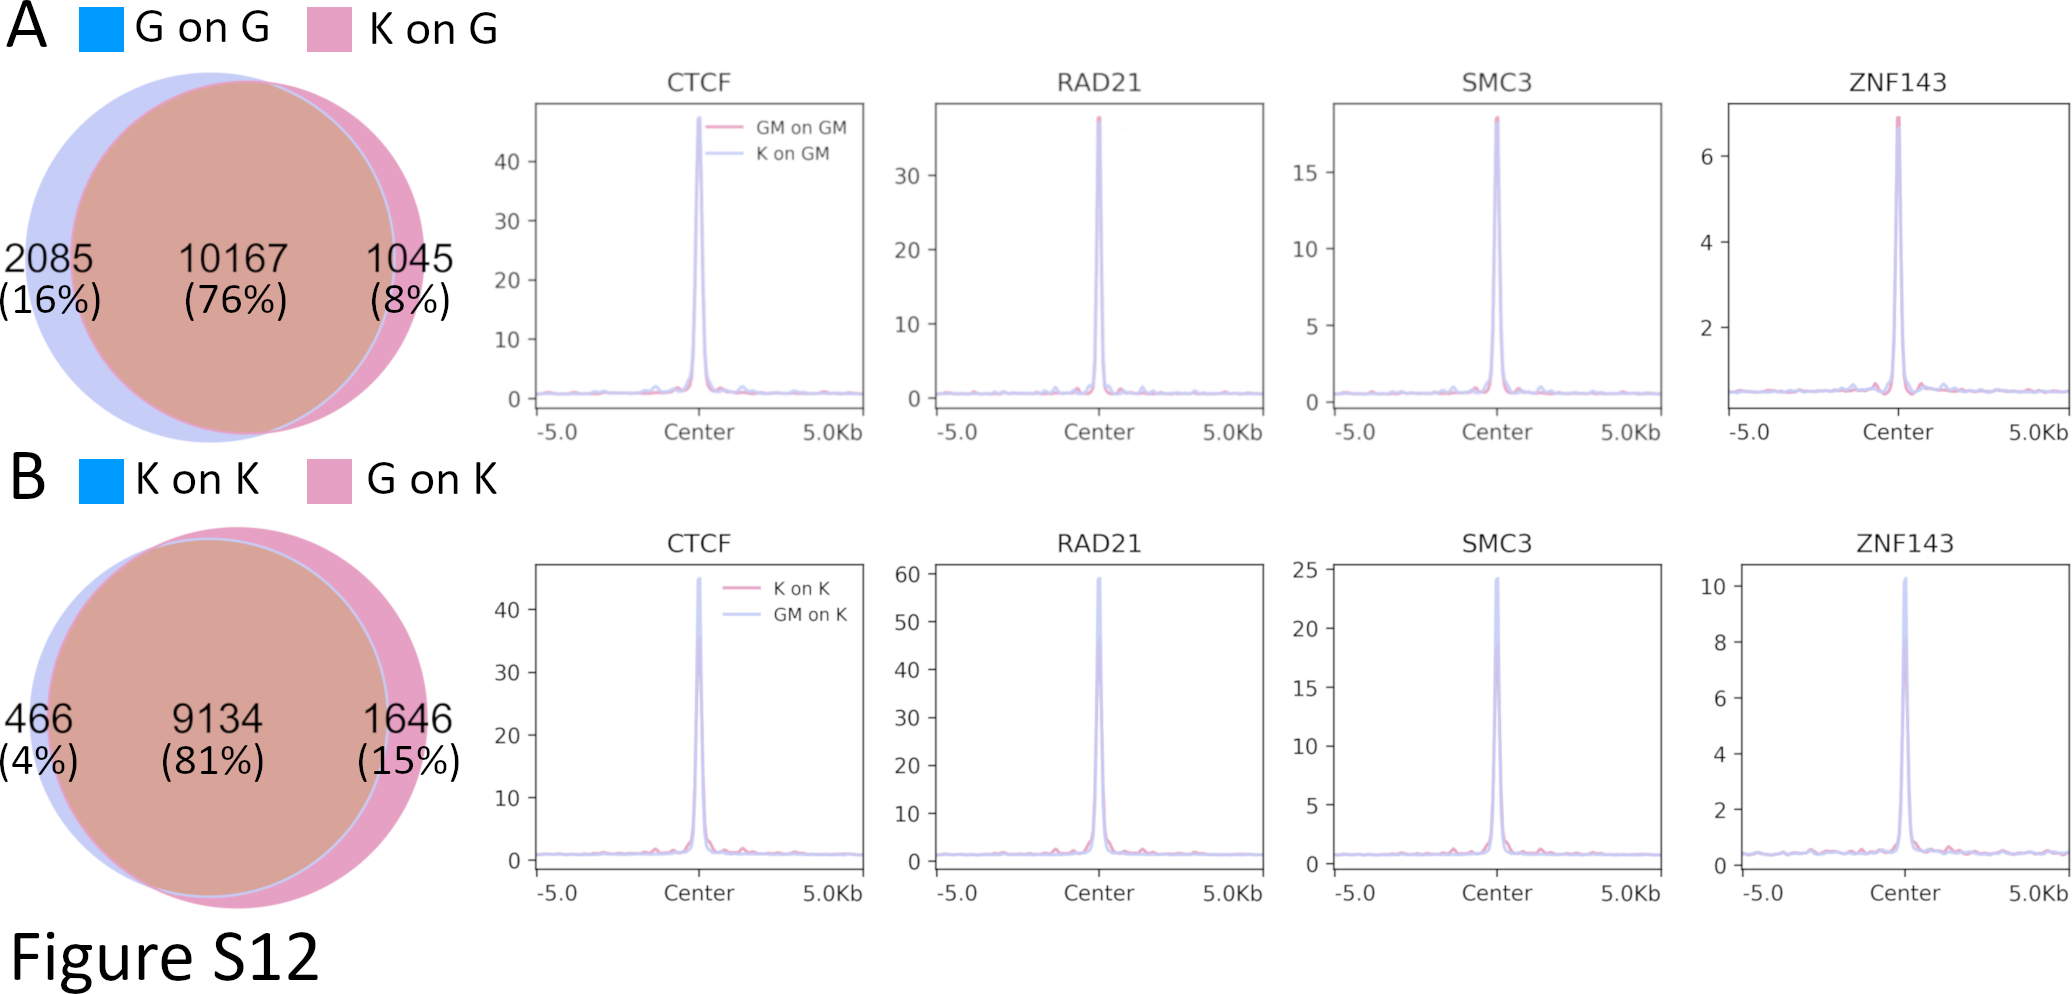 A G on G K on G
2085 10167 1045
(16%) (76%) (8%)
CTCF
GM on GM
K on GM
40
30
20
10
0
-5.0 Center 5.0Kb
RAD21
30
20
10
0
-5.0 Center 5.0Kb
SMC3
15
10
5
0
-5.0 Center 5.0Kb
ZNF143
6
4
2
-5.0 Center 5.0Kb
B K on K G on K
466 9134 1646
(4%) (81%) (15%)
CTCF
K on K
GM on K
40
30
20
10
0
-5.0 Center 5.0Kb
RAD21
60
50
40
30
20
10
0
-5.0 Center 5.0Kb
SMC3
25
20
15
10
5
0
-5.0 Center 5.0Kb
ZNF143
10
8
6
4
2
0
-5.0 Center 5.0Kb
Figure S12